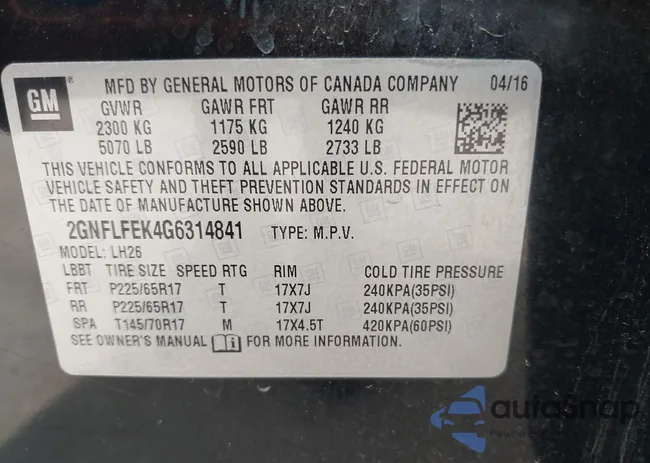 GM
MFD BY GENERAL MOTORS OF CANADA COMPANY 04/16
GVWR GAWR FRT GAWR RR
2300 KG 1175 KG 1240 KG
5070 LB 2590 LB 2733 LB
THIS VEHICLE CONFORMS TO ALL APPLICABLE U.S. FEDERAL MOTOR
VEHICLE SAFETY AND THEFT PREVENTION STANDARDS IN EFFECT ON
THE DATE OF MANUFACTURE SHOWN ABOVE.
2GNFLFEK4G6314841 TYPE: M.P.V.
MODEL: LH26
LBBT TIRE SIZE SPEED RTG RIM COLD TIRE PRESSURE
FRT P225/65R17 T 17X7J 240KPA(35PSI)
RR P225/65R17 T 17X7J 240KPA(35PSI)
SPA T145/70R17 M 17X4.5T 420KPA(60PSI)
SEE OWNER'S MANUAL FOR MORE INFORMATION.
autoSnap